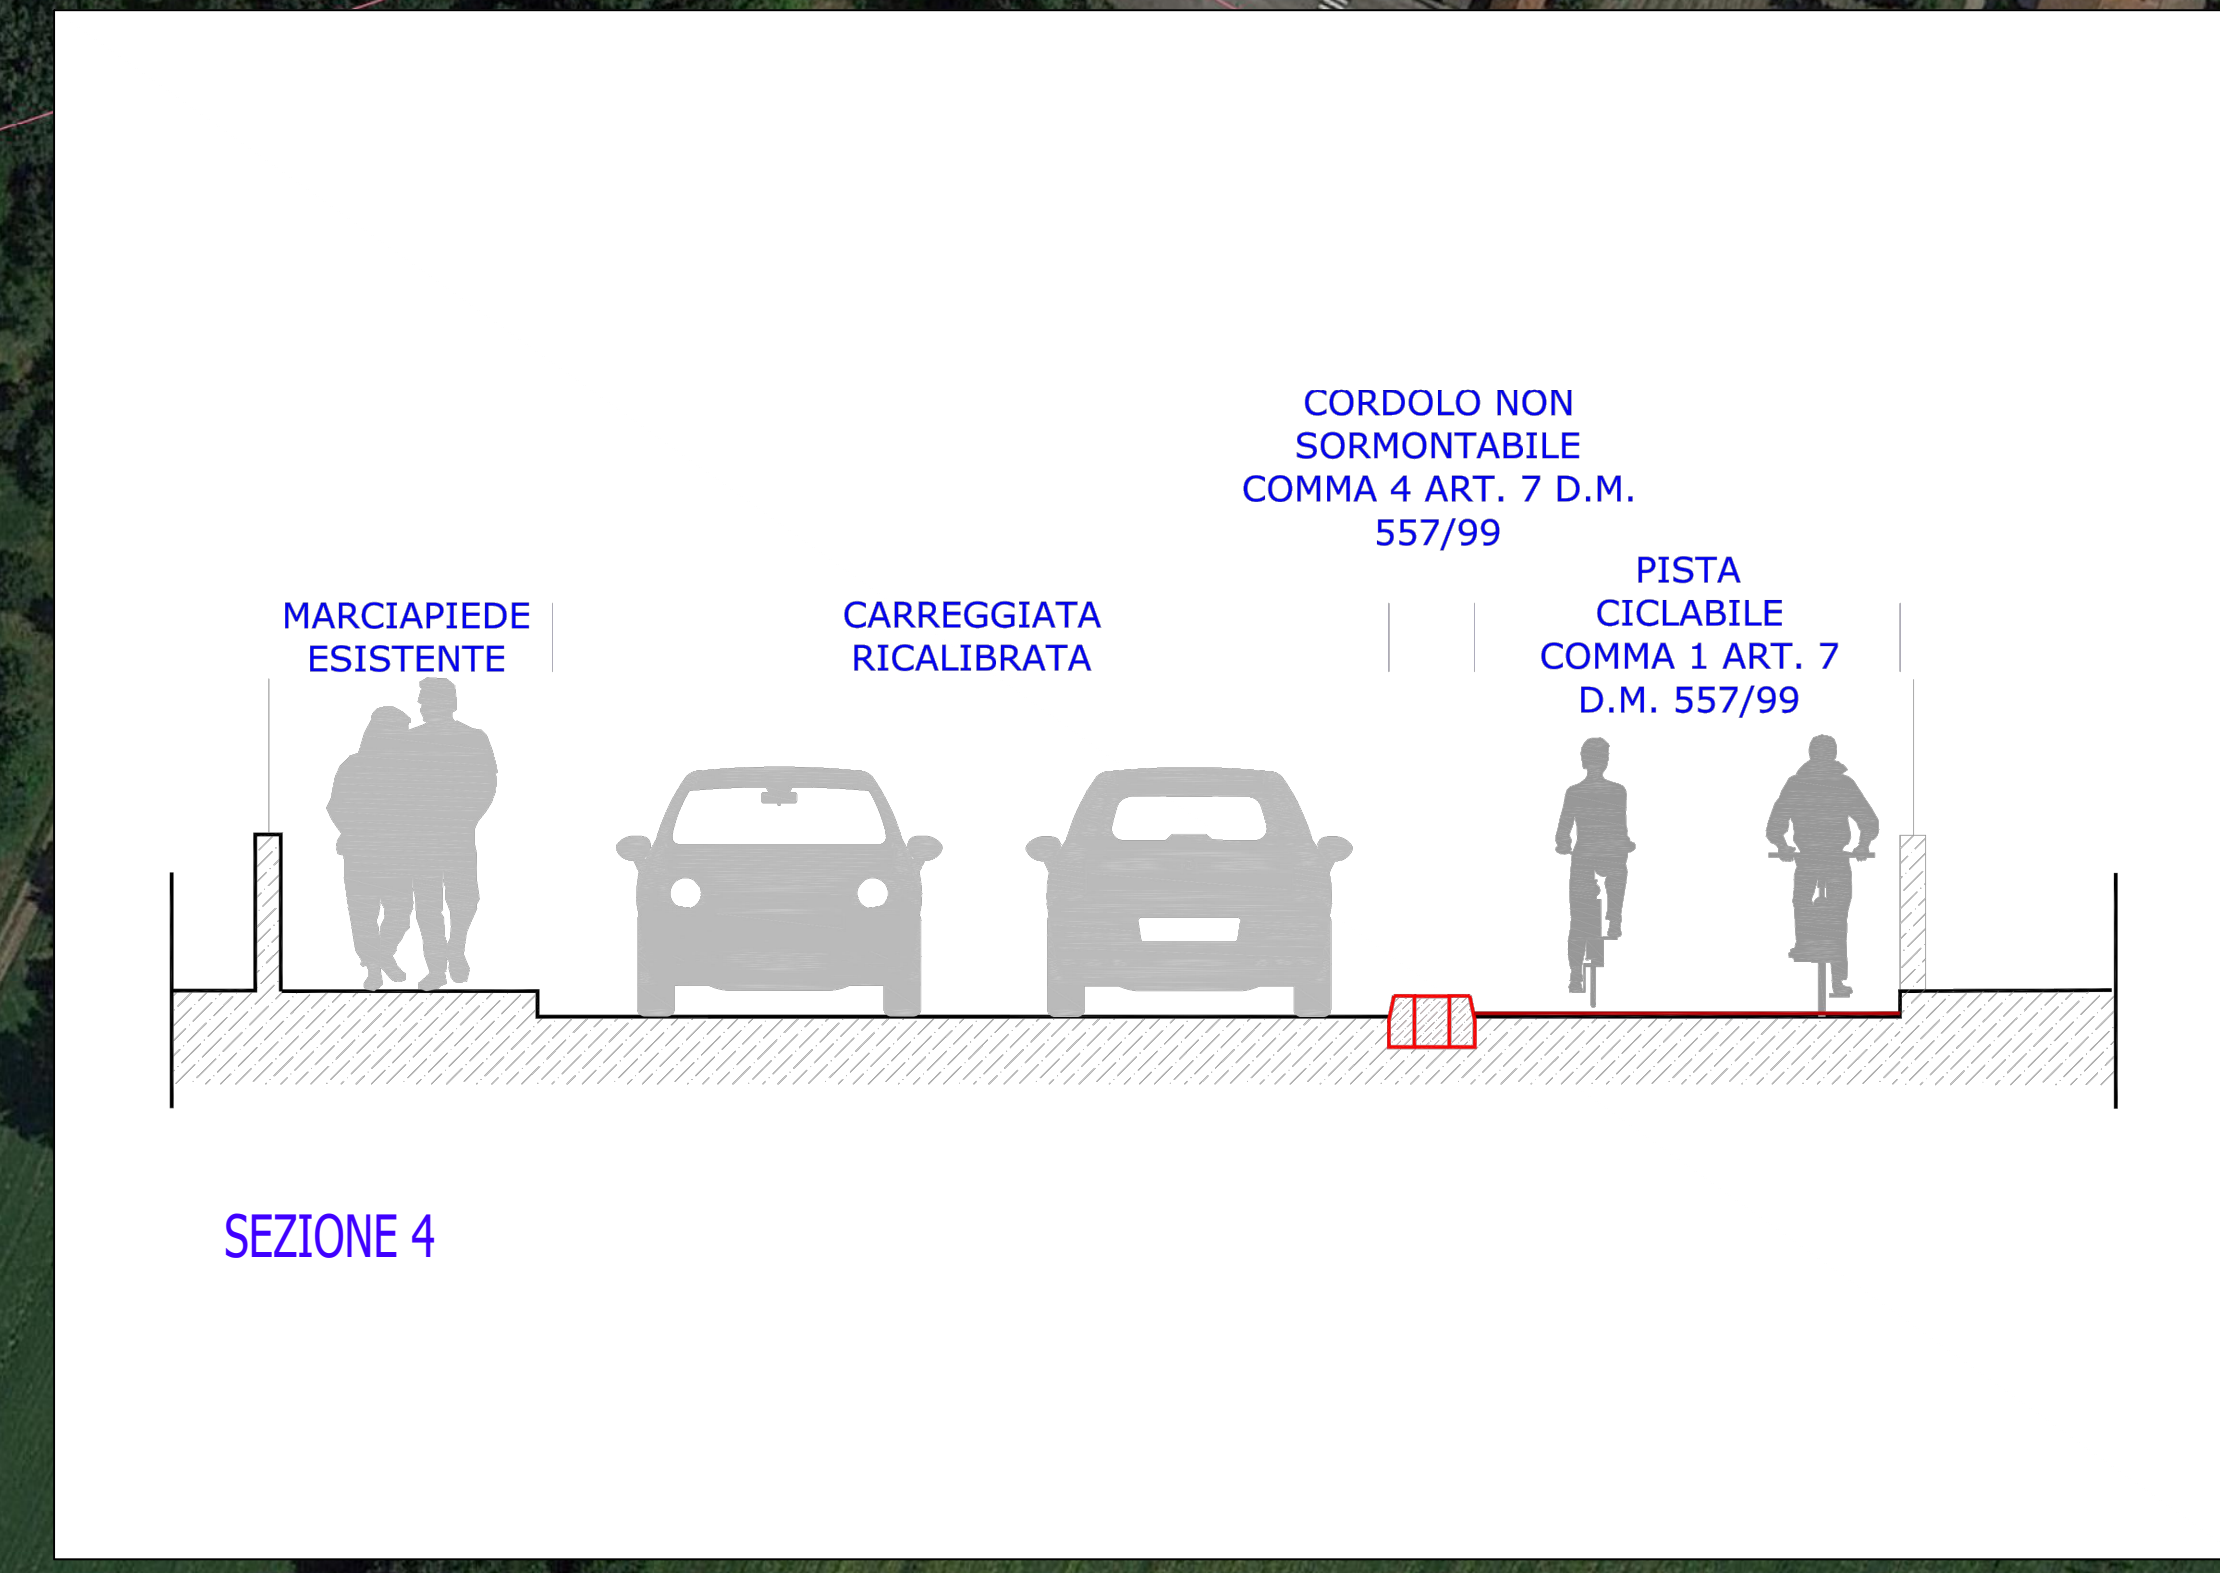 CORDOLO NON
SORMONTABILE
COMMA 4 ART. 7 D.M.
557/99
MARCIAPIEDE
ESISTENTE
CARREGGIATA
RICALIBRATA
PISTA
CICLABILE
COMMA 1 ART. 7
D.M. 557/99
SEZIONE 4